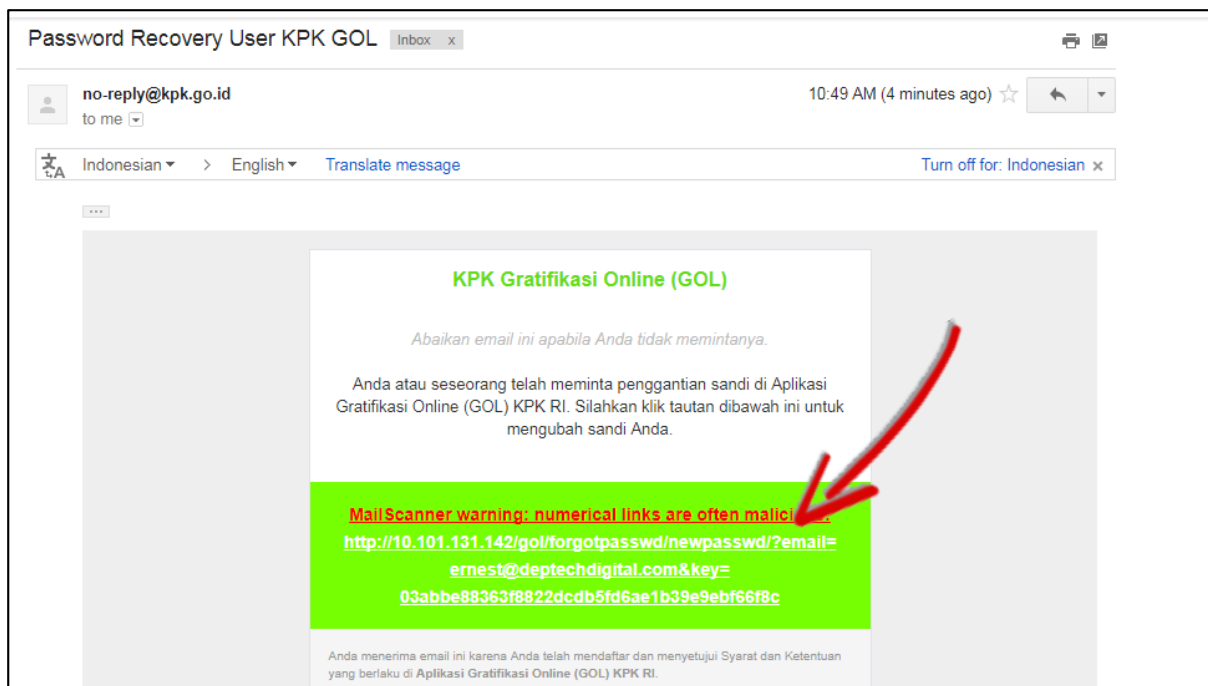 Password Recovery User KPK GOL Inbox x
no-reply@kpk.go.id 10:49 AM (4 minutes ago)
to me
Indonesian > English Translate message Turn off for: Indonesian x
KPK Gratifikasi Online (GOL)
Abaikan email ini apabila Anda tidak memintanya.
Anda atau seseorang telah meminta penggantian sandi di Aplikasi
Gratifikasi Online (GOL) KPK RI. Silahkan klik tautan dibawah ini untuk
mengubah sandi Anda.
MailScanner warning: numerical links are often
http://10.101.131.142/gol/forgotpasswd/newpasswd/?email=
ernest@deptechdigital.com&key=
03abbe88363f8822dcdb5fd6ae1b39e9ebf66f8c
Anda menerima email ini karena Anda telah mendaftar dan menyetujui Syarat dan Ketentuan
yang berlaku di Aplikasi Gratifikasi Online (GOL) KPK RI.